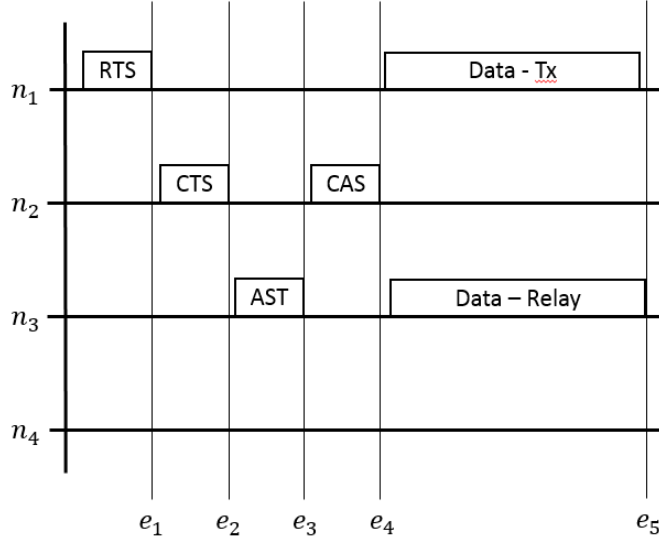 RTS
Data - Tx
n₁
CTS
CAS
n₂
AST
Data – Relay
n₃
n₄
e₁ e₂ e₃ e₄ e₅